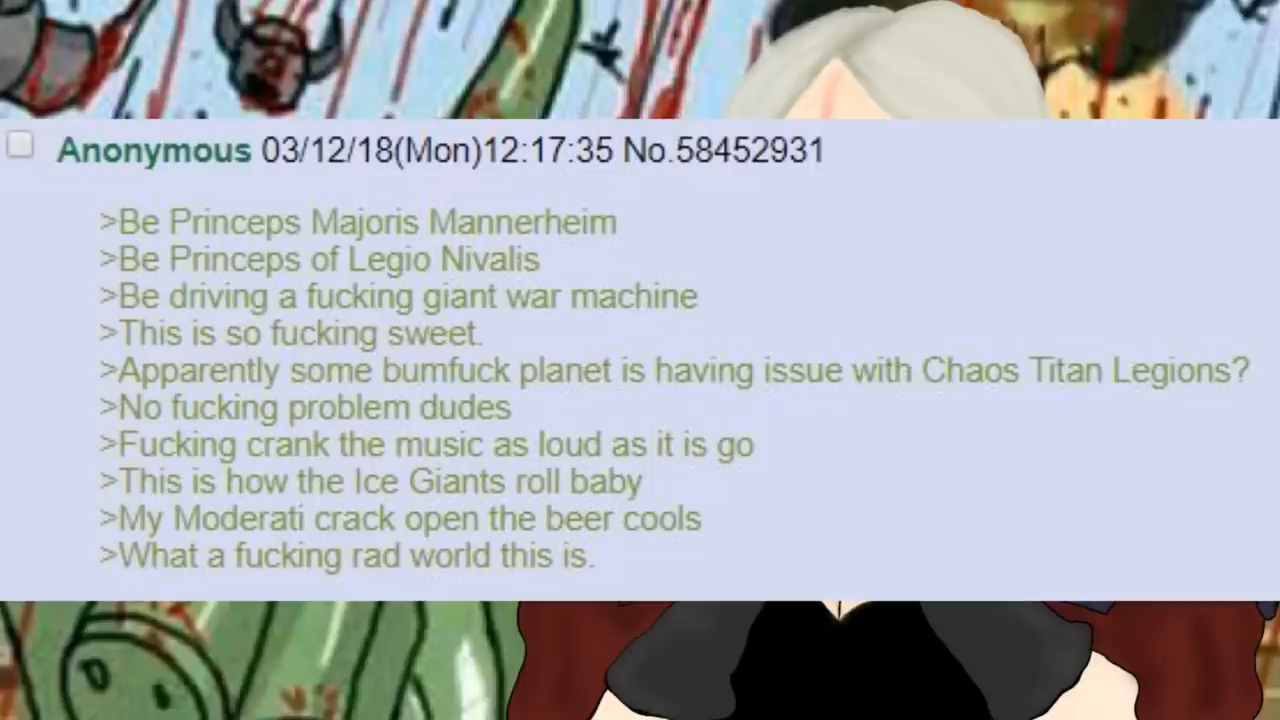 Anonymous 03/12/18(Mon)12:17:35 No.58452931
>Be Princeps Majoris Mannerheim
>Be Princeps of Legio Nivalis
>Be driving a fucking giant war machine
>This is so fucking sweet.
>Apparently some bumfuck planet is having issue with Chaos Titan Legions?
>No fucking problem dudes
>Fucking crank the music as loud as it is go
>This is how the Ice Giants roll baby
>My Moderati crack open the beer cools
>What a fucking rad world this is.